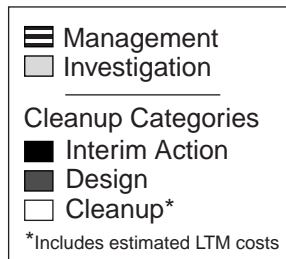 Management
Investigation
Cleanup Categories
Interim Action
Design
Cleanup*
*Includes estimated LTM costs